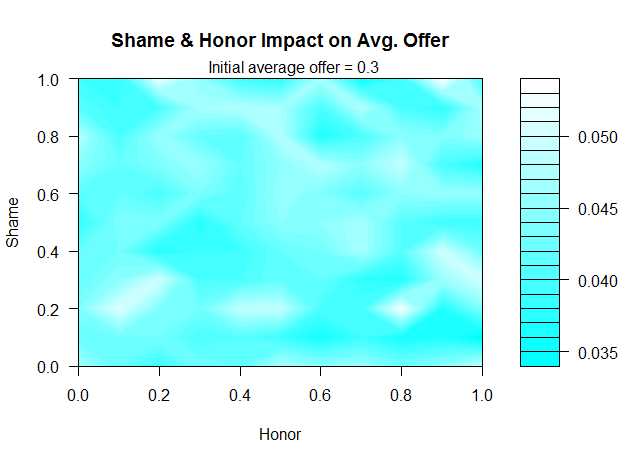 Shame & Honor Impact on Avg. Offer
Initial average offer = 0.3
1.0
0.8
0.6
0.4
0.2
0.0
Shame
0.0 0.2 0.4 0.6 0.8 1.0
Honor
0.050
0.045
0.040
0.035